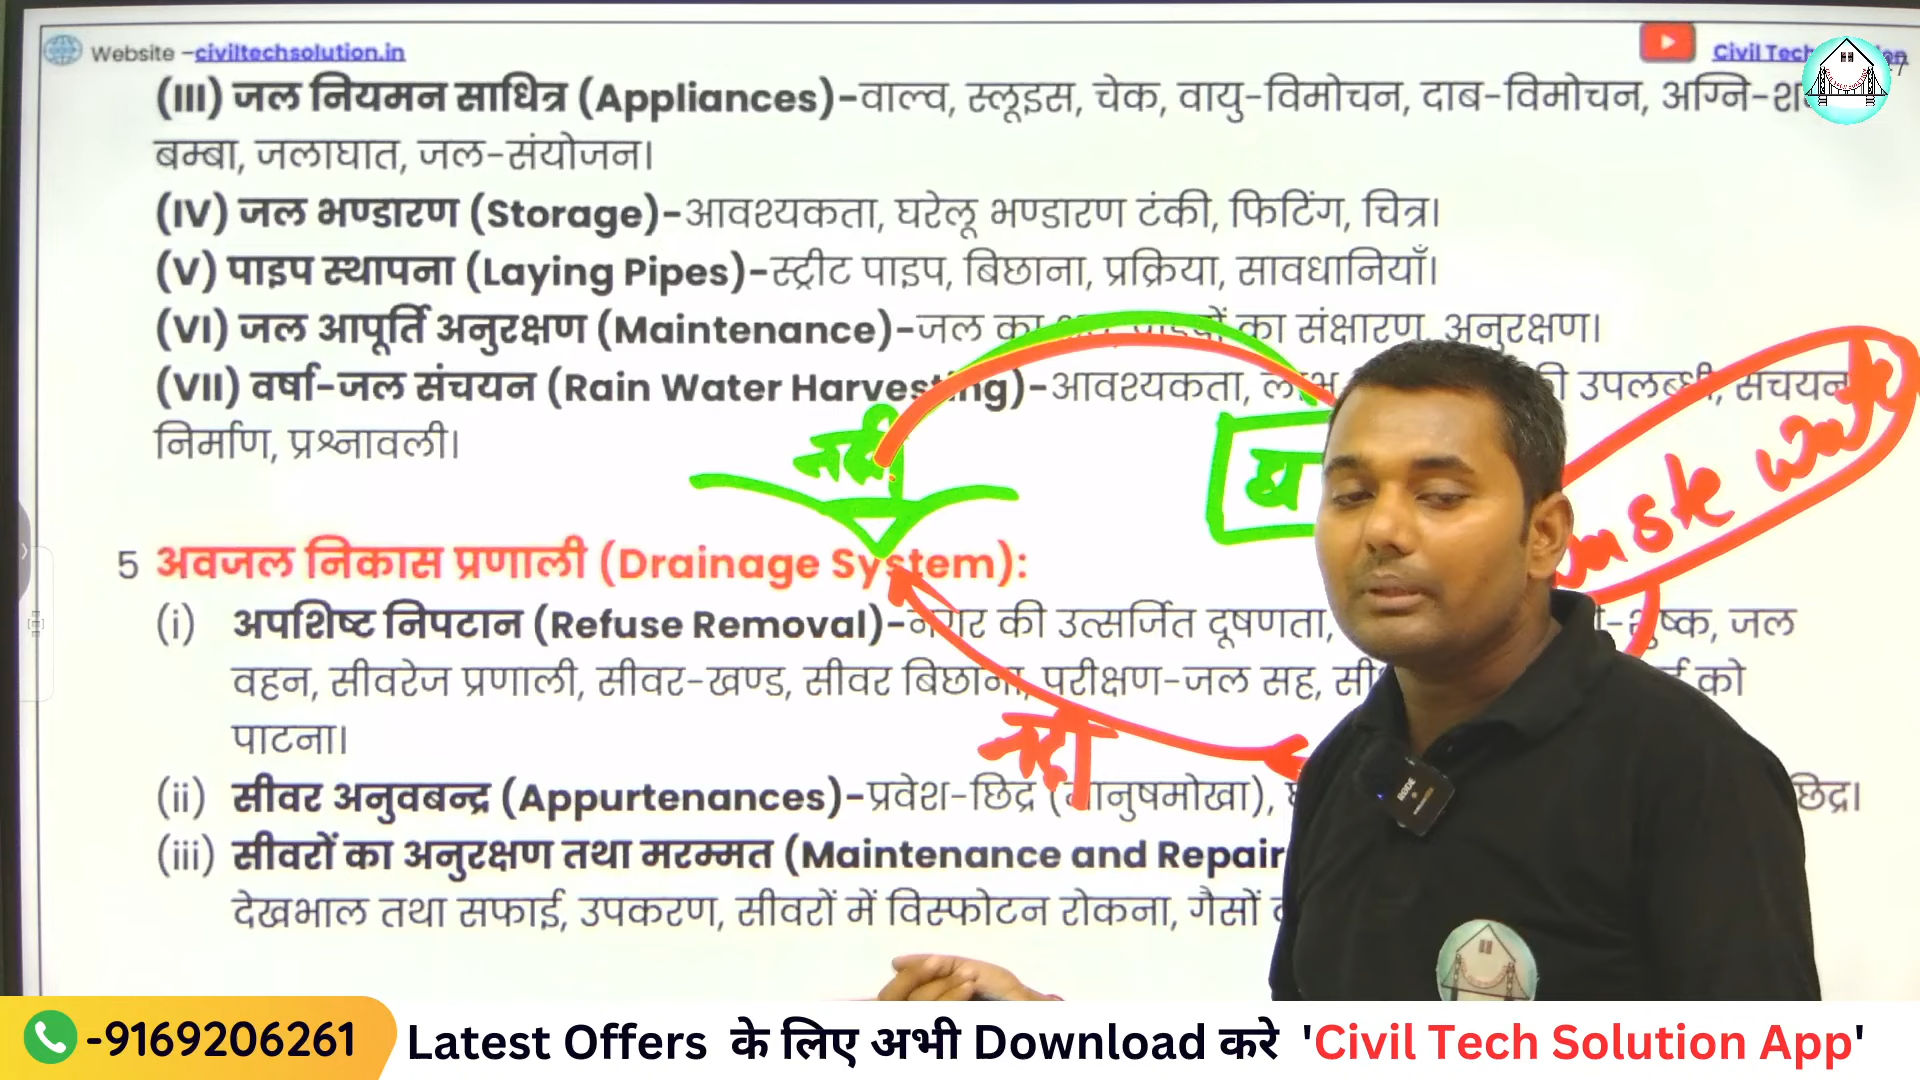 Website –civiltechsolution.in
Civil Tech
(III) जल नियमन साधित्र (Appliances)-वाल्व, स्लूइस, चेक, वायु-विमोचन, दाब-विमोचन, अग्नि-
बम्बा, जलाघात, जल-संयोजन।
(IV) जल भण्डारण (Storage)-आवश्यकता, घरेलू भण्डारण टंकी, फिटिंग, चित्र।
(V) पाइप स्थापना (Laying Pipes)-स्ट्रीट पाइप, बिछाना, प्रक्रिया, सावधानियाँ।
(VI) जल आपूर्ति अनुरक्षण (Maintenance)-जल का का संक्षारण, अनुरक्षण।
(VII) वर्षा-जल संचयन (Rain Water Harvesting)-आवश्यकता, लाभ उपलब्धी, संचयन
निर्माण, प्रश्नावली।
नदी
5 अवजल निकास प्रणाली (Drainage System):
(i) अपशिष्ट निपटान (Refuse Removal)-नगर की उत्सर्जित दूषणता, शुष्क, जल
वहन, सीवरेज प्रणाली, सीवर-खण्ड, सीवर बिछाना, परीक्षण-जल सह, को
पाटना।
नदी
(ii) सीवर अनुवबन्द्र (Appurtenances)-प्रवेश-छिद्र (मानुषमोखा), छिद्र।
(iii) सीवरों का अनुरक्षण तथा मरम्मत (Maintenance and Repair
देखभाल तथा सफाई, उपकरण, सीवरों में विस्फोटन रोकना, गैसों
RODE
-9169206261
Latest Offers के लिए अभी Download करे 'Civil Tech Solution App'